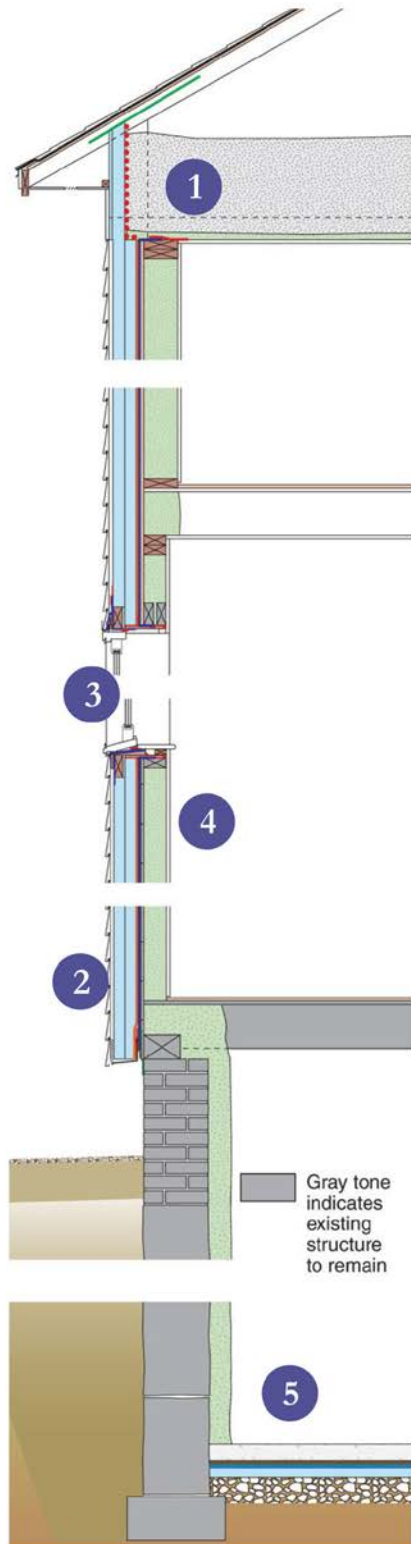 1
3
4
2
Gray tone
indicates
existing
structure
to remain
5